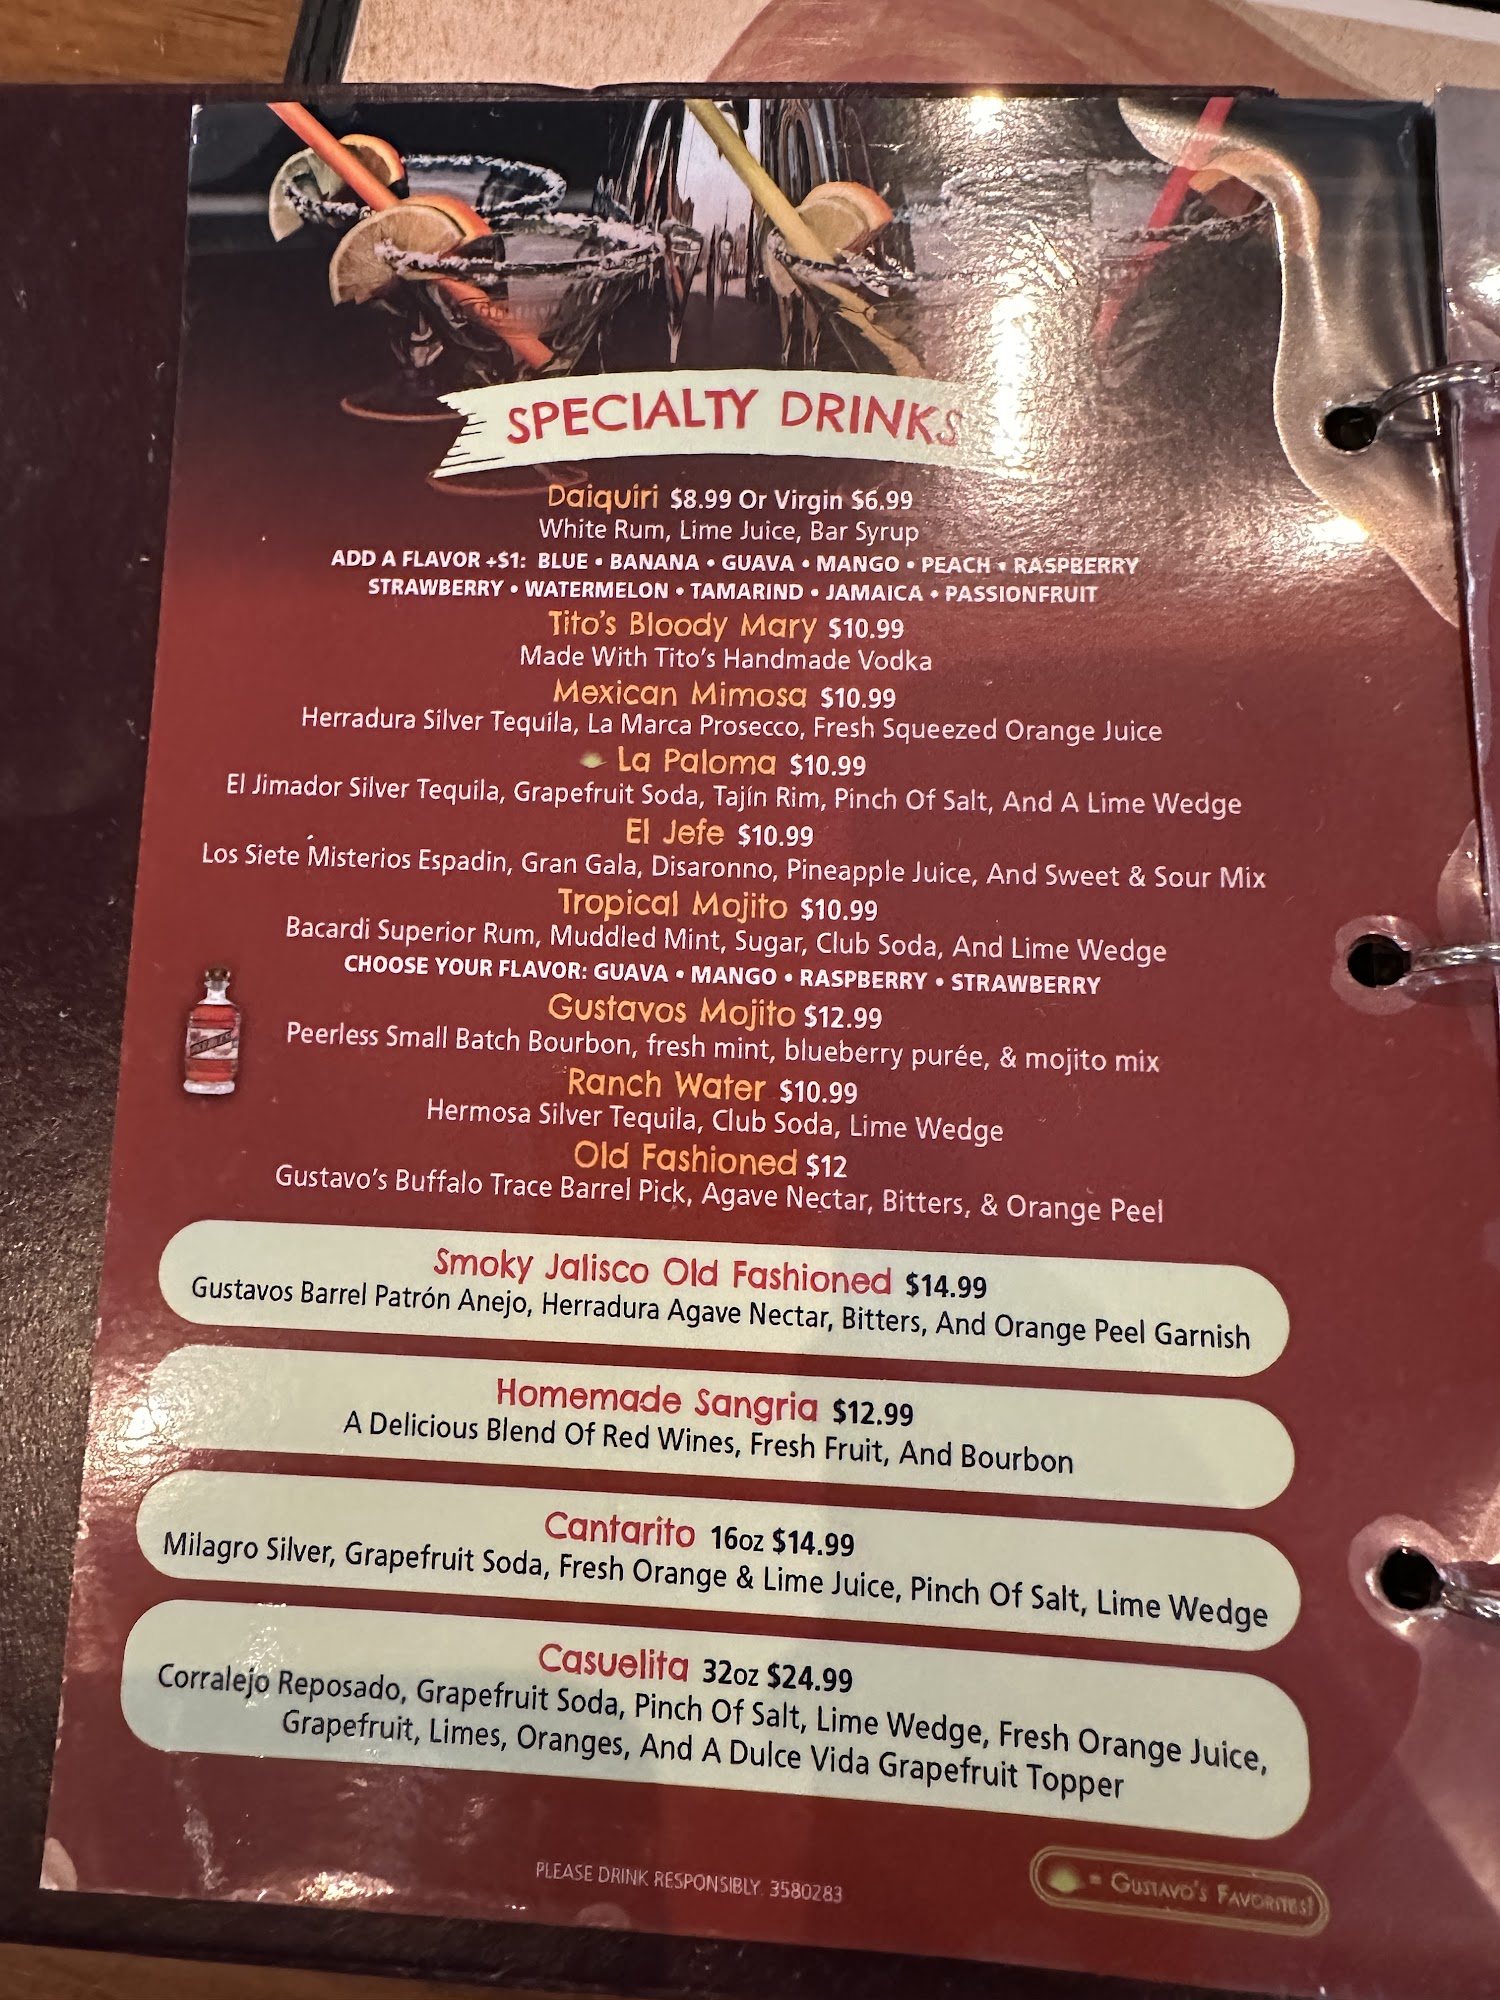 SPECIALTY DRINKS
Daiquiri $8.99 Or Virgin $6.99
White Rum, Lime Juice, Bar Syrup
ADD A FLAVOR +$1: BLUE • BANANA • GUAVA • MANGO • PEACH • RASPBERRY
STRAWBERRY • WATERMELON • TAMARIND • JAMAICA • PASSIONFRUIT
Tito's Bloody Mary $10.99
Made With Tito's Handmade Vodka
Mexican Mimosa $10.99
Herradura Silver Tequila, La Marca Prosecco, Fresh Squeezed Orange Juice
La Paloma $10.99
El Jimador Silver Tequila, Grapefruit Soda, Tajín Rim, Pinch Of Salt, And A Lime Wedge
El Jefe $10.99
Los Siete Misterios Espadin, Gran Gala, Disaronno, Pineapple Juice, And Sweet & Sour Mix
Tropical Mojito $10.99
Bacardi Superior Rum, Muddled Mint, Sugar, Club Soda, And Lime Wedge
CHOOSE YOUR FLAVOR: GUAVA • MANGO • RASPBERRY • STRAWBERRY
Gustavos Mojito $12.99
Peerless Small Batch Bourbon, fresh mint, blueberry purée, & mojito mix
Ranch Water $10.99
Hermosa Silver Tequila, Club Soda, Lime Wedge
Old Fashioned $12
Gustavo's Buffalo Trace Barrel Pick, Agave Nectar, Bitters, & Orange Peel
Smoky Jalisco Old Fashioned $14.99
Gustavos Barrel Patrón Anejo, Herradura Agave Nectar, Bitters, And Orange Peel Garnish
Homemade Sangria $12.99
A Delicious Blend Of Red Wines, Fresh Fruit, And Bourbon
Cantarito 16oz $14.99
Milagro Silver, Grapefruit Soda, Fresh Orange & Lime Juice, Pinch Of Salt, Lime Wedge
Casuelita 32oz $24.99
Corralejo Reposado, Grapefruit Soda, Pinch Of Salt, Lime Wedge, Fresh Orange Juice,
Grapefruit, Limes, Oranges, And A Dulce Vida Grapefruit Topper
PLEASE DRINK RESPONSIBLY. 3580283
= GUSTAVO'S FAVORITES!